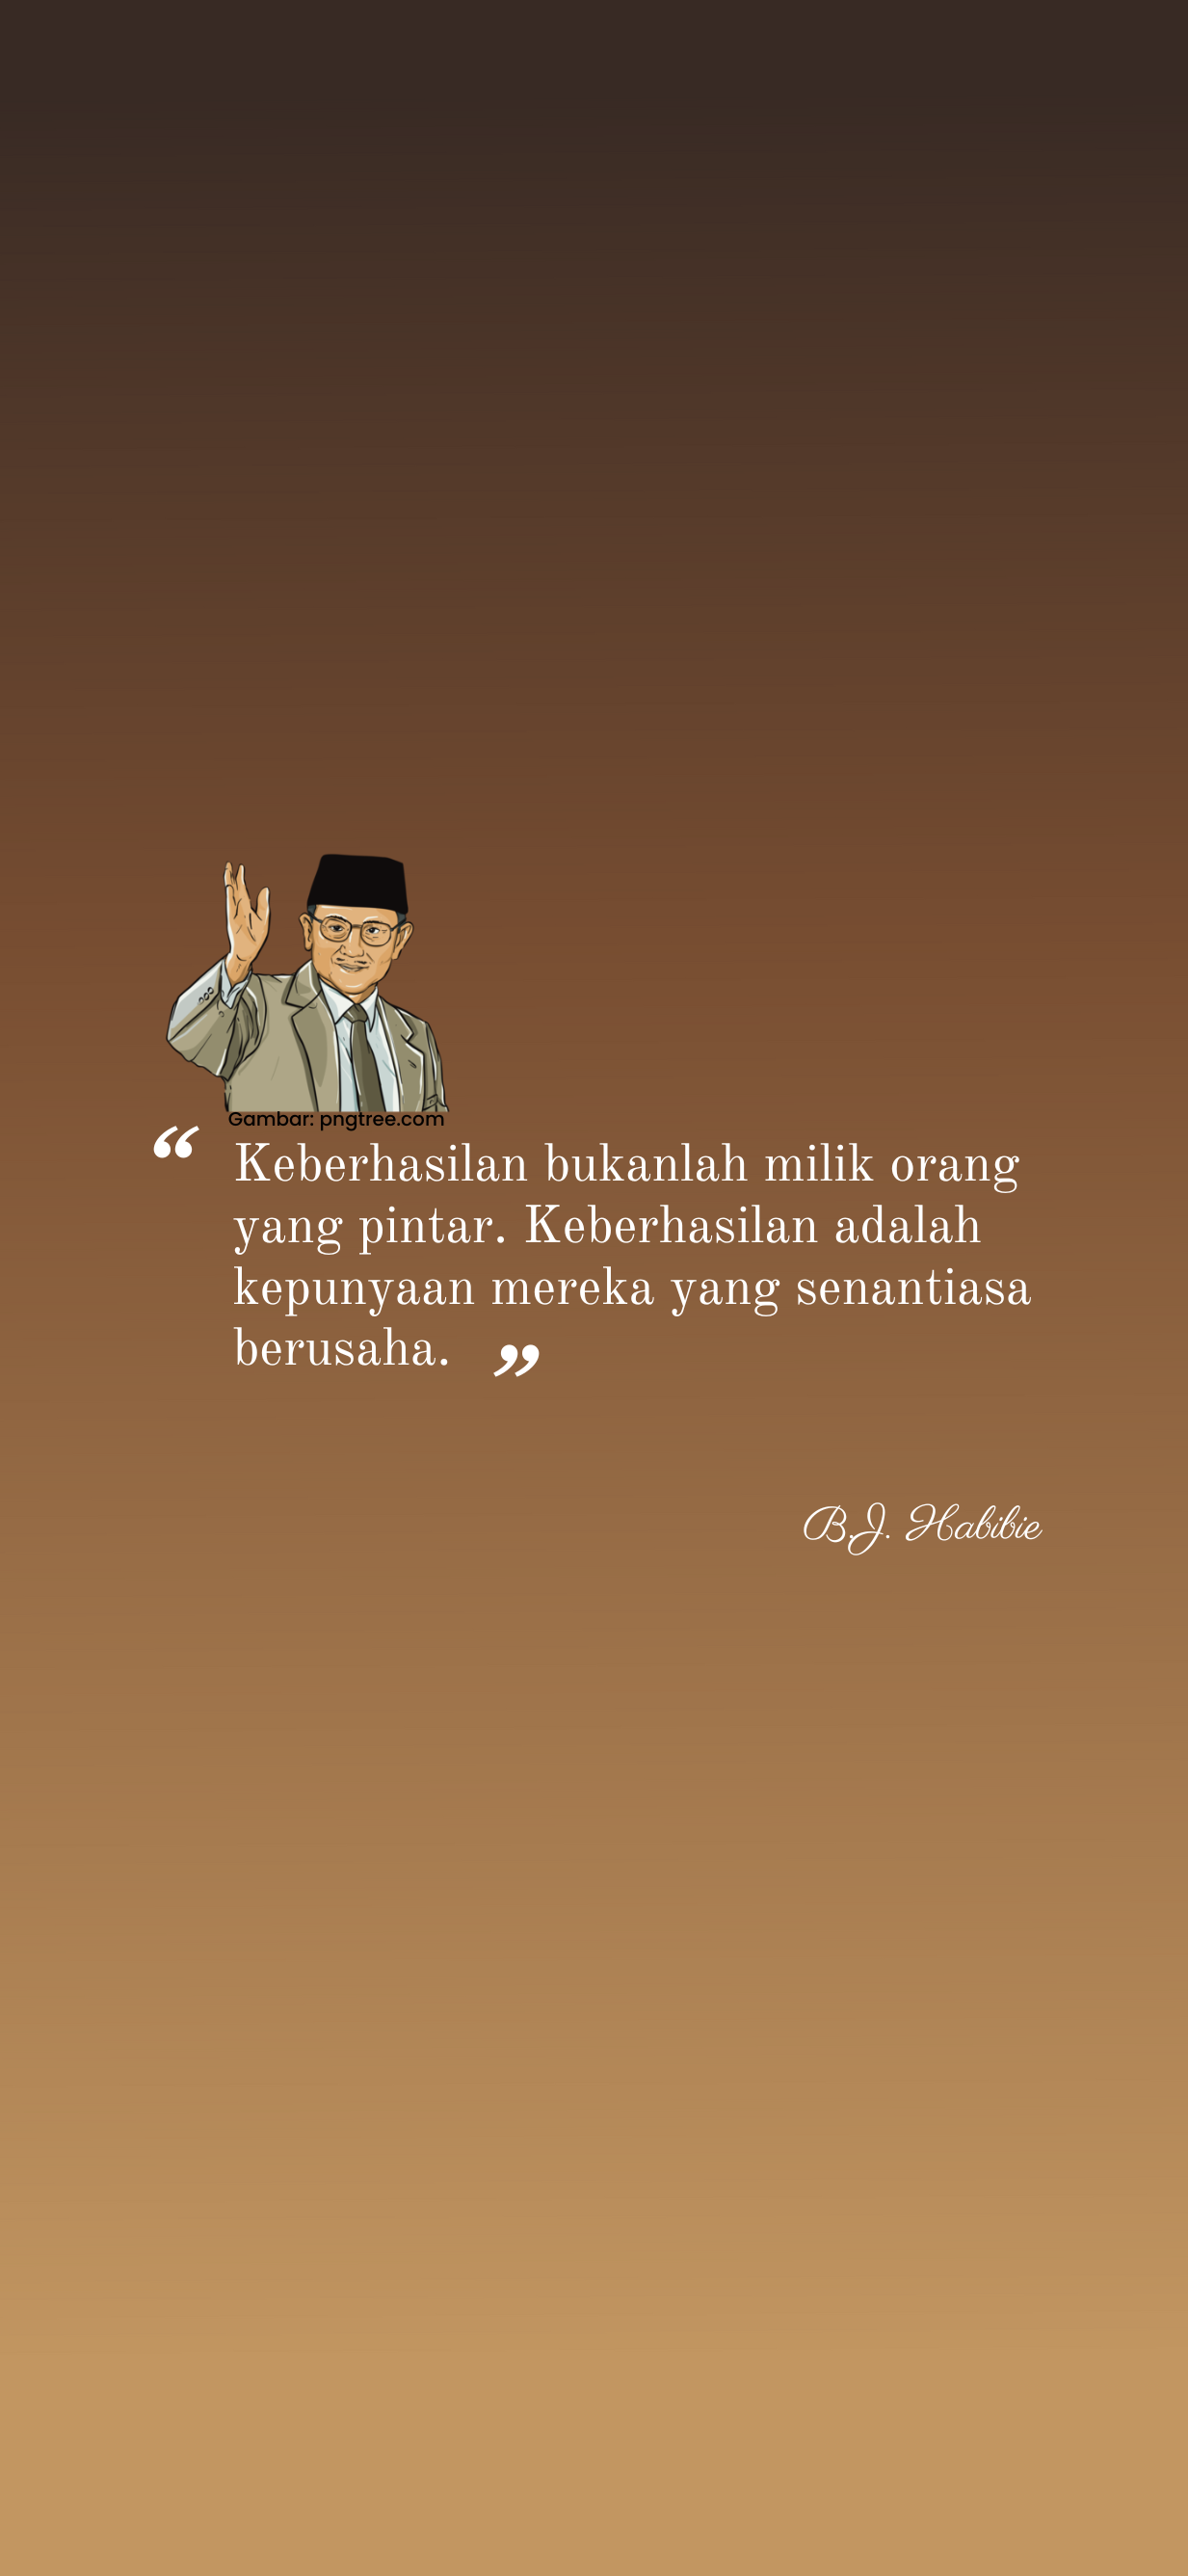 Gambar: pngtree.com
“ Keberhasilan bukanlah milik orang
yang pintar. Keberhasilan adalah
kepunyaan mereka yang senantiasa
berusaha. ”
B.J. Habibie